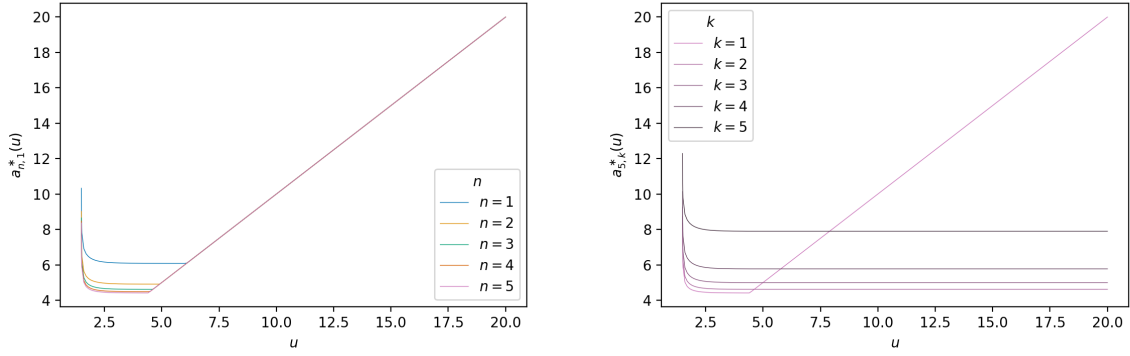 20
18
16
14
12
10
8
6
4
a*n,1(u)
n
n = 1
n = 2
n = 3
n = 4
n = 5
2.5 5.0 7.5 10.0 12.5 15.0 17.5 20.0
u
20
18
16
14
12
10
8
6
4
a*5,k(u)
k
k = 1
k = 2
k = 3
k = 4
k = 5
2.5 5.0 7.5 10.0 12.5 15.0 17.5 20.0
u